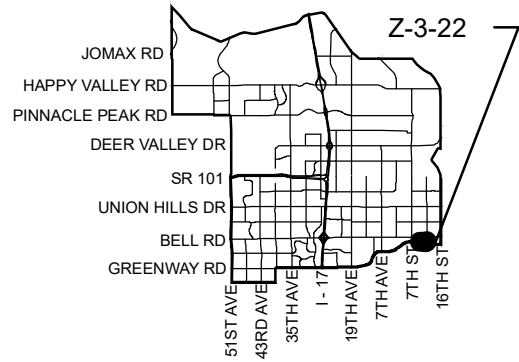 Z-3-22
JOMAX RD
HAPPY VALLEY RD
PINNACLE PEAK RD
DEER VALLEY DR
SR 101
UNION HILLS DR
BELL RD
GREENWAY RD
51ST AVE
43RD AVE
35TH AVE
I - 17
19TH AVE
7TH AVE
7TH ST
16TH ST